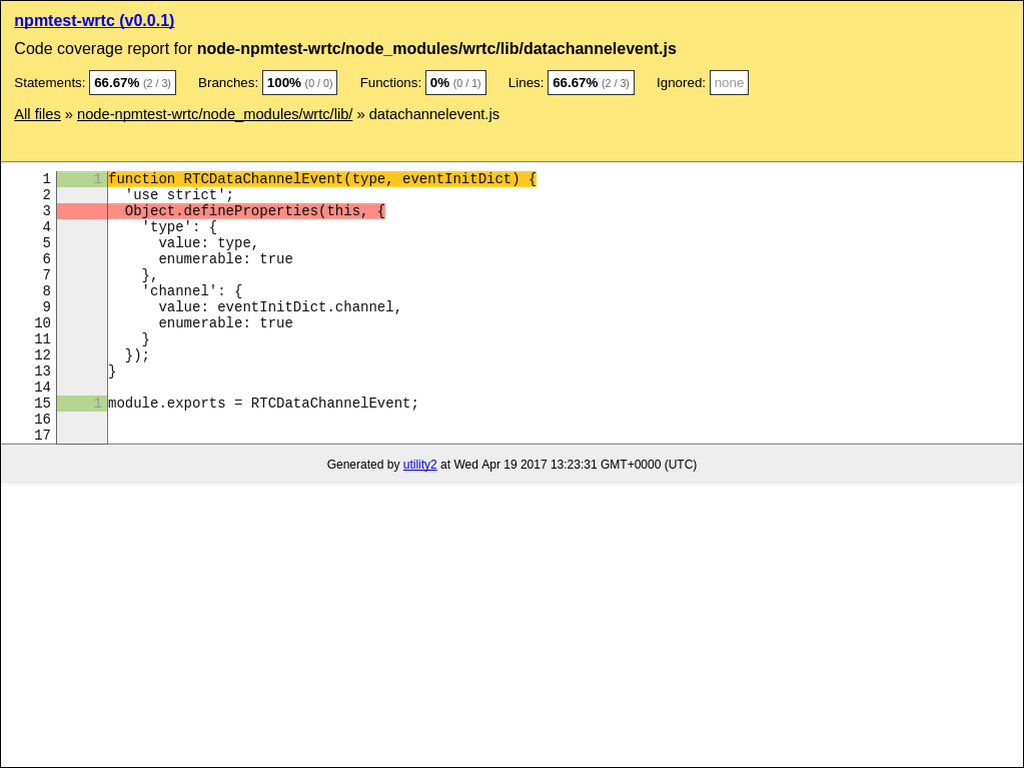 npmtest-wrtc (v0.0.1)
Code coverage report for node-npmtest-wrtc/node_modules/wrtc/lib/datachannelevent.js
Statements: 66.67% (2 / 3) Branches: 100% (0 / 0) Functions: 0% (0 / 1) Lines: 66.67% (2 / 3) Ignored: none
All files » node-npmtest-wrtc/node_modules/wrtc/lib/ » datachannelevent.js
1 1 function RTCDataChannelEvent(type, eventInitDict) {
2 'use strict';
3 Object.defineProperties(this, {
4 'type': {
5 value: type,
6 enumerable: true
7 },
8 'channel': {
9 value: eventInitDict.channel,
10 enumerable: true
11 }
12 });
13 }
14
15 1 module.exports = RTCDataChannelEvent;
16
17
Generated by utility2 at Wed Apr 19 2017 13:23:31 GMT+0000 (UTC)